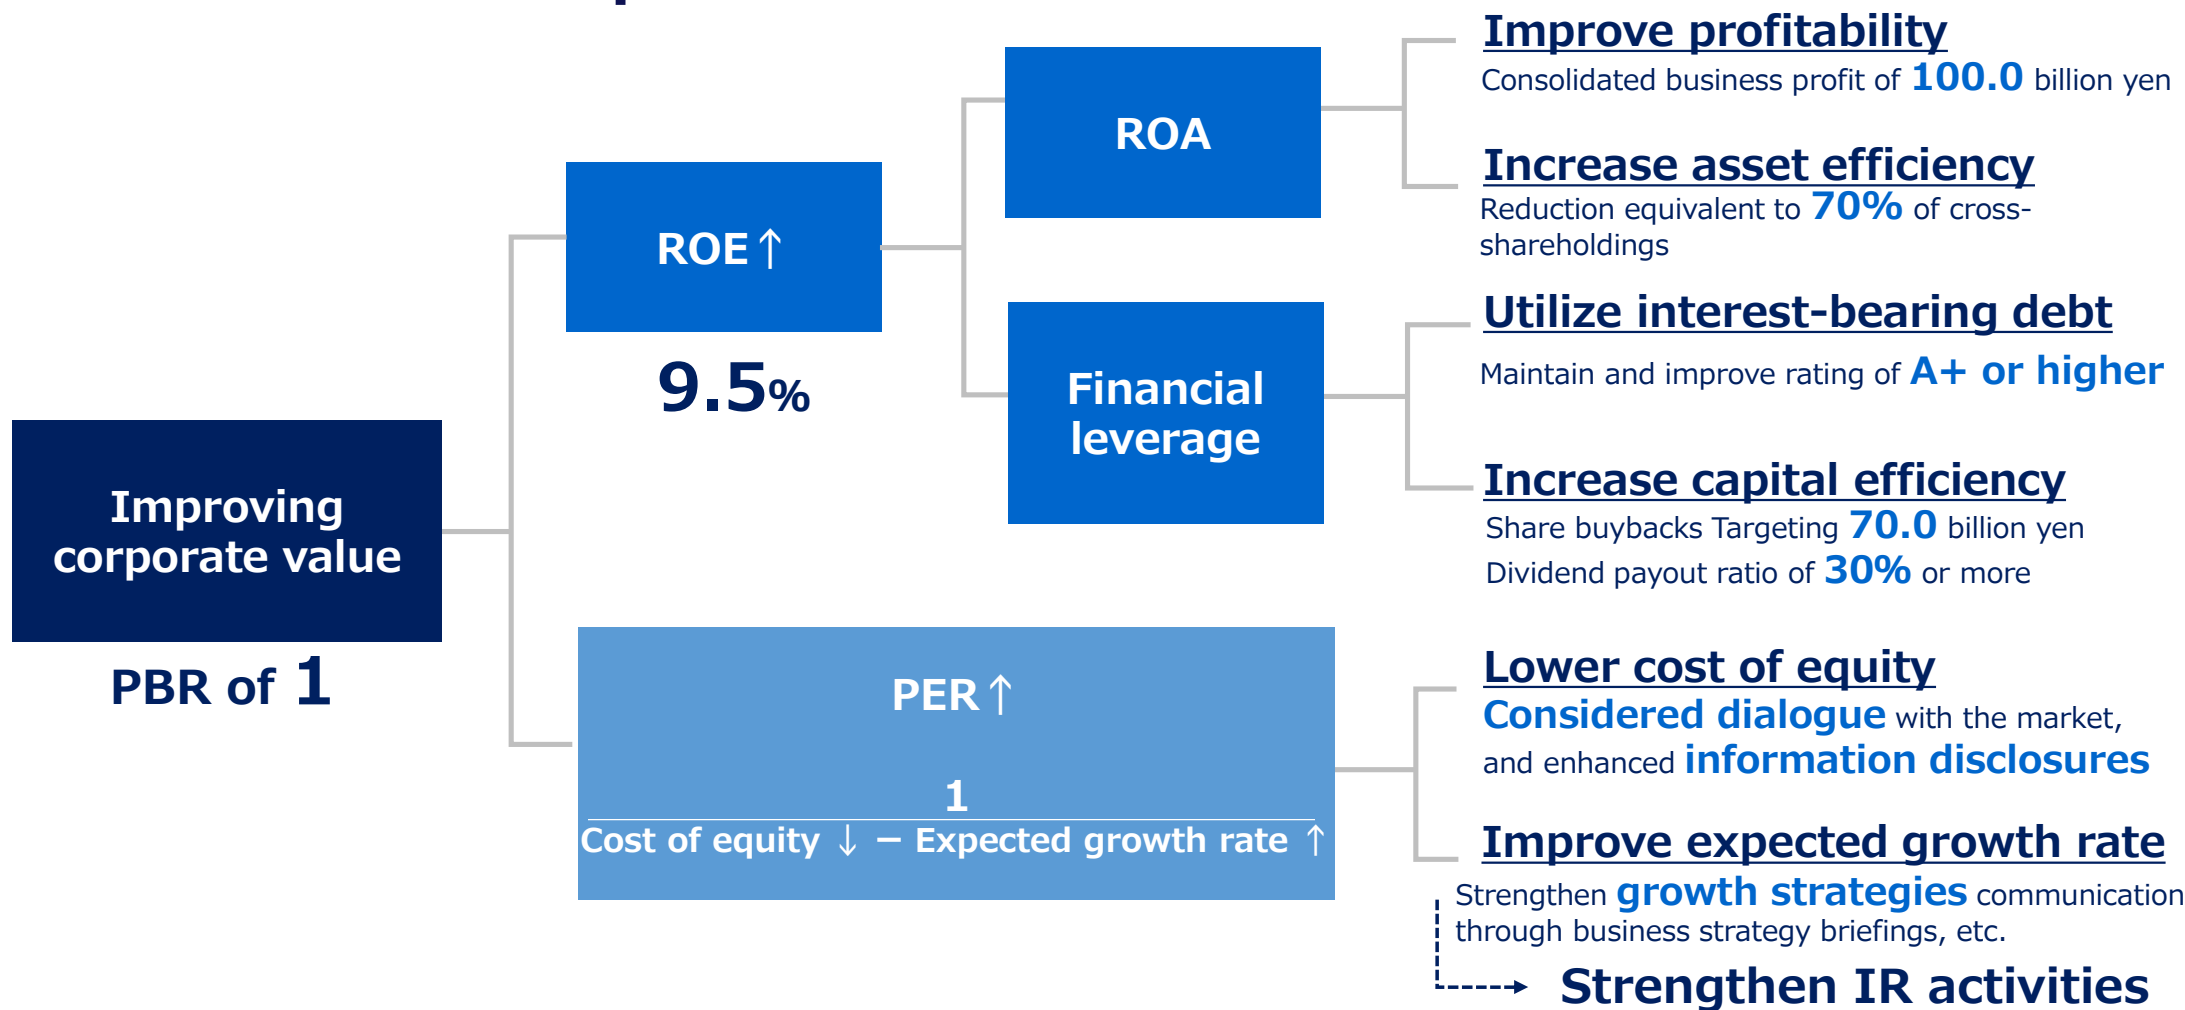 Improving
corporate value
PBR of 1
ROE↑
9.5%
ROA
Financial
leverage
PER↑
1
Cost of equity ↓ − Expected growth rate ↑
Improve profitability
Consolidated business profit of 100.0 billion yen
Increase asset efficiency
Reduction equivalent to 70% of cross-
shareholdings
Utilize interest-bearing debt
Maintain and improve rating of A+ or higher
Increase capital efficiency
Share buybacks Targeting 70.0 billion yen
Dividend payout ratio of 30% or more
Lower cost of equity
Considered dialogue with the market,
and enhanced information disclosures
Improve expected growth rate
Strengthen growth strategies communication
through business strategy briefings, etc.
Strengthen IR activities